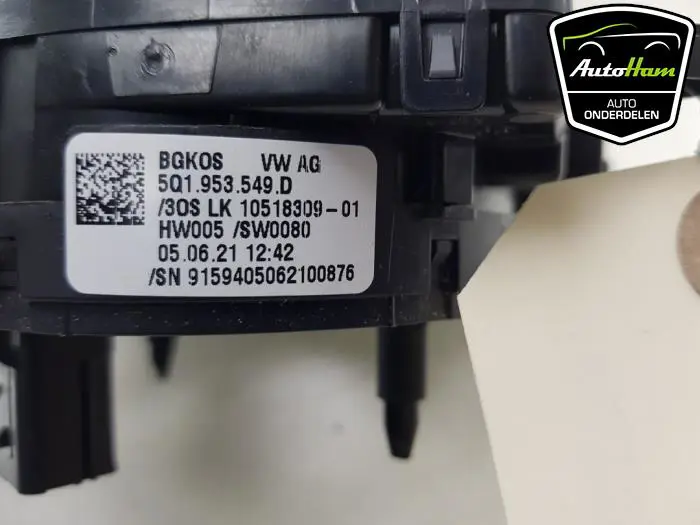 BGKOS VW AG
5Q1.953.549.D
/3OS LK 10518309-01
HW005 /SW0080
05.06.21 12:42
/SN 9159405062100876
AutoHam
AUTO
ONDERDELEN